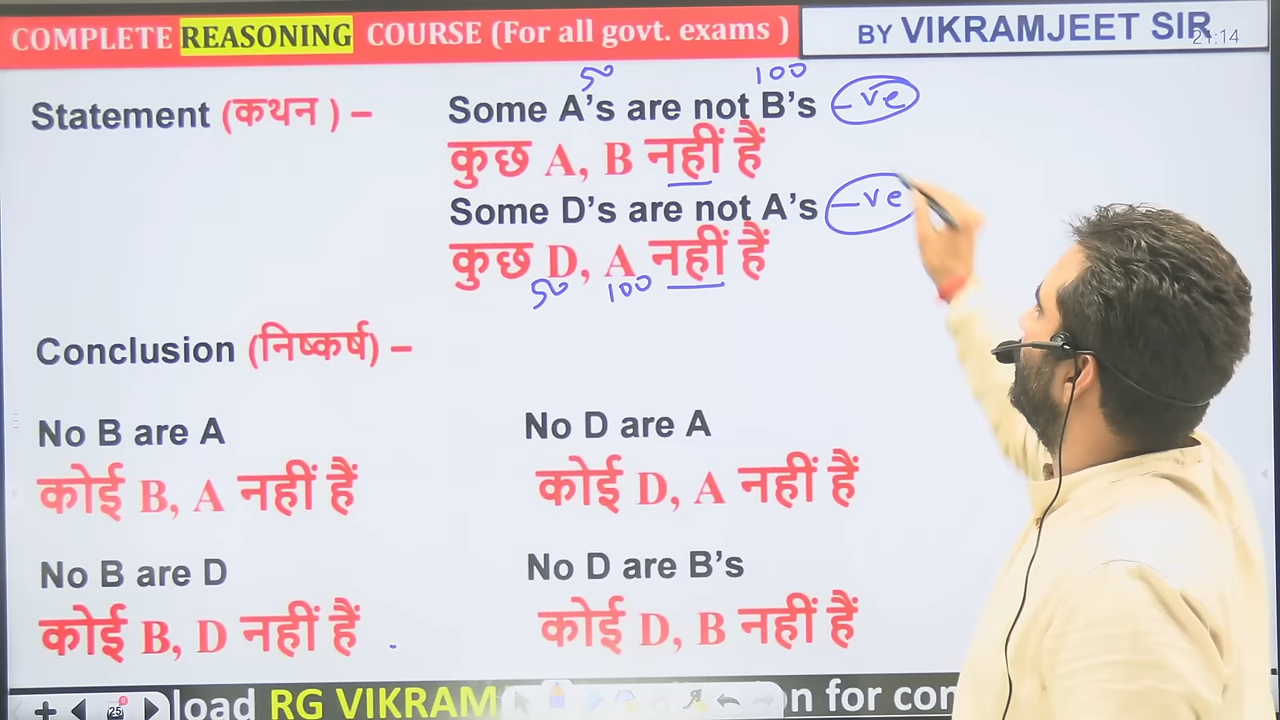 COMPLETE REASONING COURSE (For all govt. exams )
BY VIKRAMJEET SIR
21:14
50 100
Statement (कथन ) – Some A’s are not B’s -ve
कुछ A, B नहीं हैं
Some D’s are not A’s -ve
कुछ D, A नहीं हैं
50 100
Conclusion (निष्कर्ष) –
No B are A No D are A
कोई B, A नहीं हैं कोई D, A नहीं हैं
No B are D No D are B’s
कोई B, D नहीं हैं कोई D, B नहीं हैं
load RG VIKRAM n for con
25